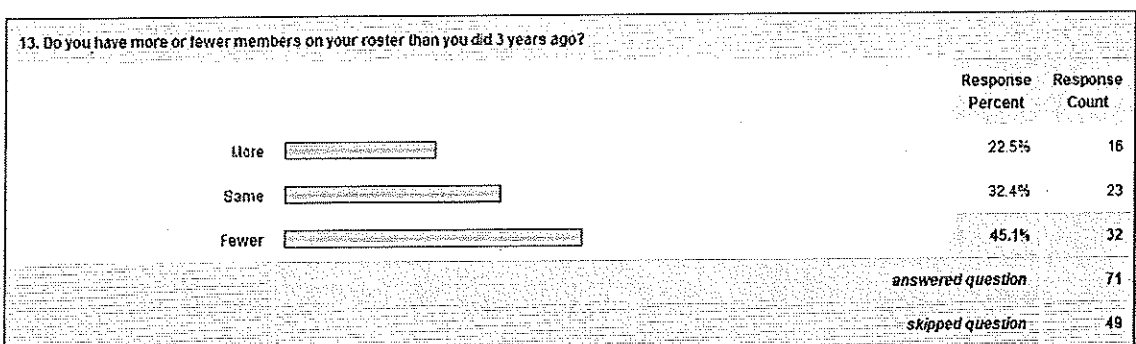 13. Do you have more or fewer members on your roster than you did 3 years ago?
Response Percent Response Count
More 22.5% 16
Same 32.4% 23
Fewer 45.1% 32
answered question 71
skipped question 49